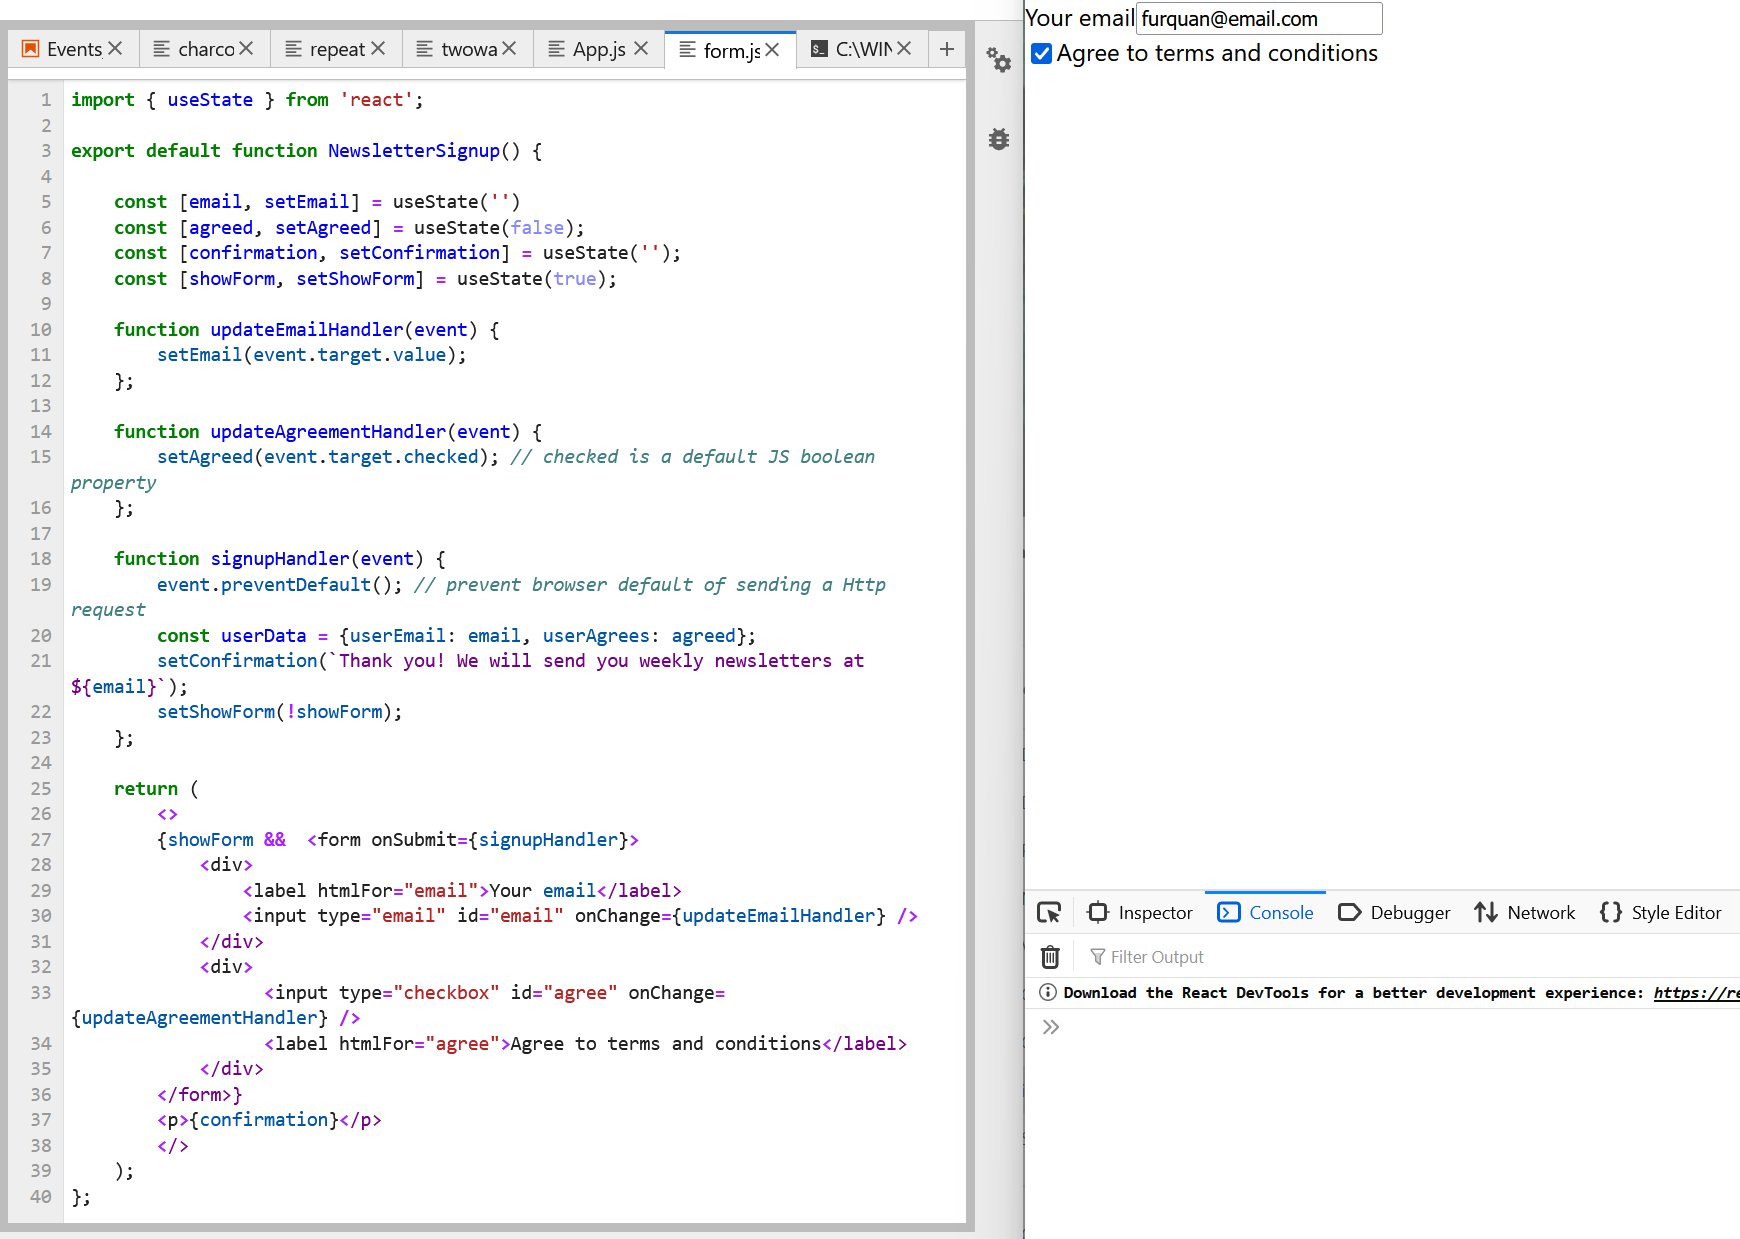 Events
charco
repeat
twowa
App.js
form.js
C:\WIN
1 import { useState } from 'react';
2
3 export default function NewsletterSignup() {
4
5 const [email, setEmail] = useState('')
6 const [agreed, setAgreed] = useState(false);
7 const [confirmation, setConfirmation] = useState('');
8 const [showForm, setShowForm] = useState(true);
9
10 function updateEmailHandler(event) {
11 setEmail(event.target.value);
12 };
13
14 function updateAgreementHandler(event) {
15 setAgreed(event.target.checked); // checked is a default JS boolean
property
16 };
17
18 function signupHandler(event) {
19 event.preventDefault(); // prevent browser default of sending a Http
request
20 const userData = {userEmail: email, userAgrees: agreed};
21 setConfirmation(`Thank you! We will send you weekly newsletters at
${email}`);
22 setShowForm(!showForm);
23 };
24
25 return (
26 <>
27 {showForm && <form onSubmit={signupHandler}>
28 <div>
29 <label htmlFor="email">Your email</label>
30 <input type="email" id="email" onChange={updateEmailHandler} />
31 </div>
32 <div>
33 <input type="checkbox" id="agree" onChange=
{updateAgreementHandler} />
34 <label htmlFor="agree">Agree to terms and conditions</label>
35 </div>
36 </form>}
37 <p>{confirmation}</p>
38 </>
39 );
40 };
Your email furquan@email.com
Agree to terms and conditions
Inspector Console Debugger Network Style Editor
Filter Output
Download the React DevTools for a better development experience: https://re